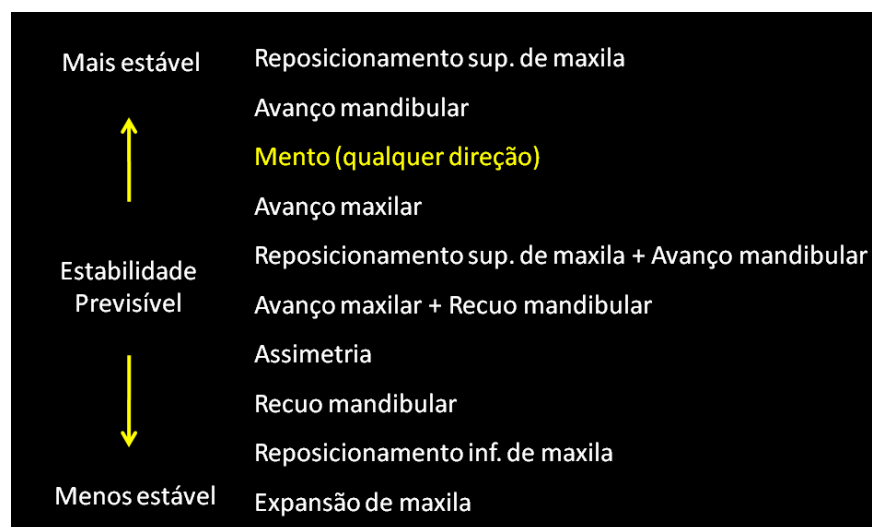 Mais estável
Reposicionamento sup. de maxila
Avanço mandibular
Mento (qualquer direção)
Avanço maxilar
Estabilidade
Previsível
Reposicionamento sup. de maxila + Avanço mandibular
Avanço maxilar + Recuo mandibular
Assimetria
Recuo mandibular
Reposicionamento inf. de maxila
Menos estável
Expansão de maxila